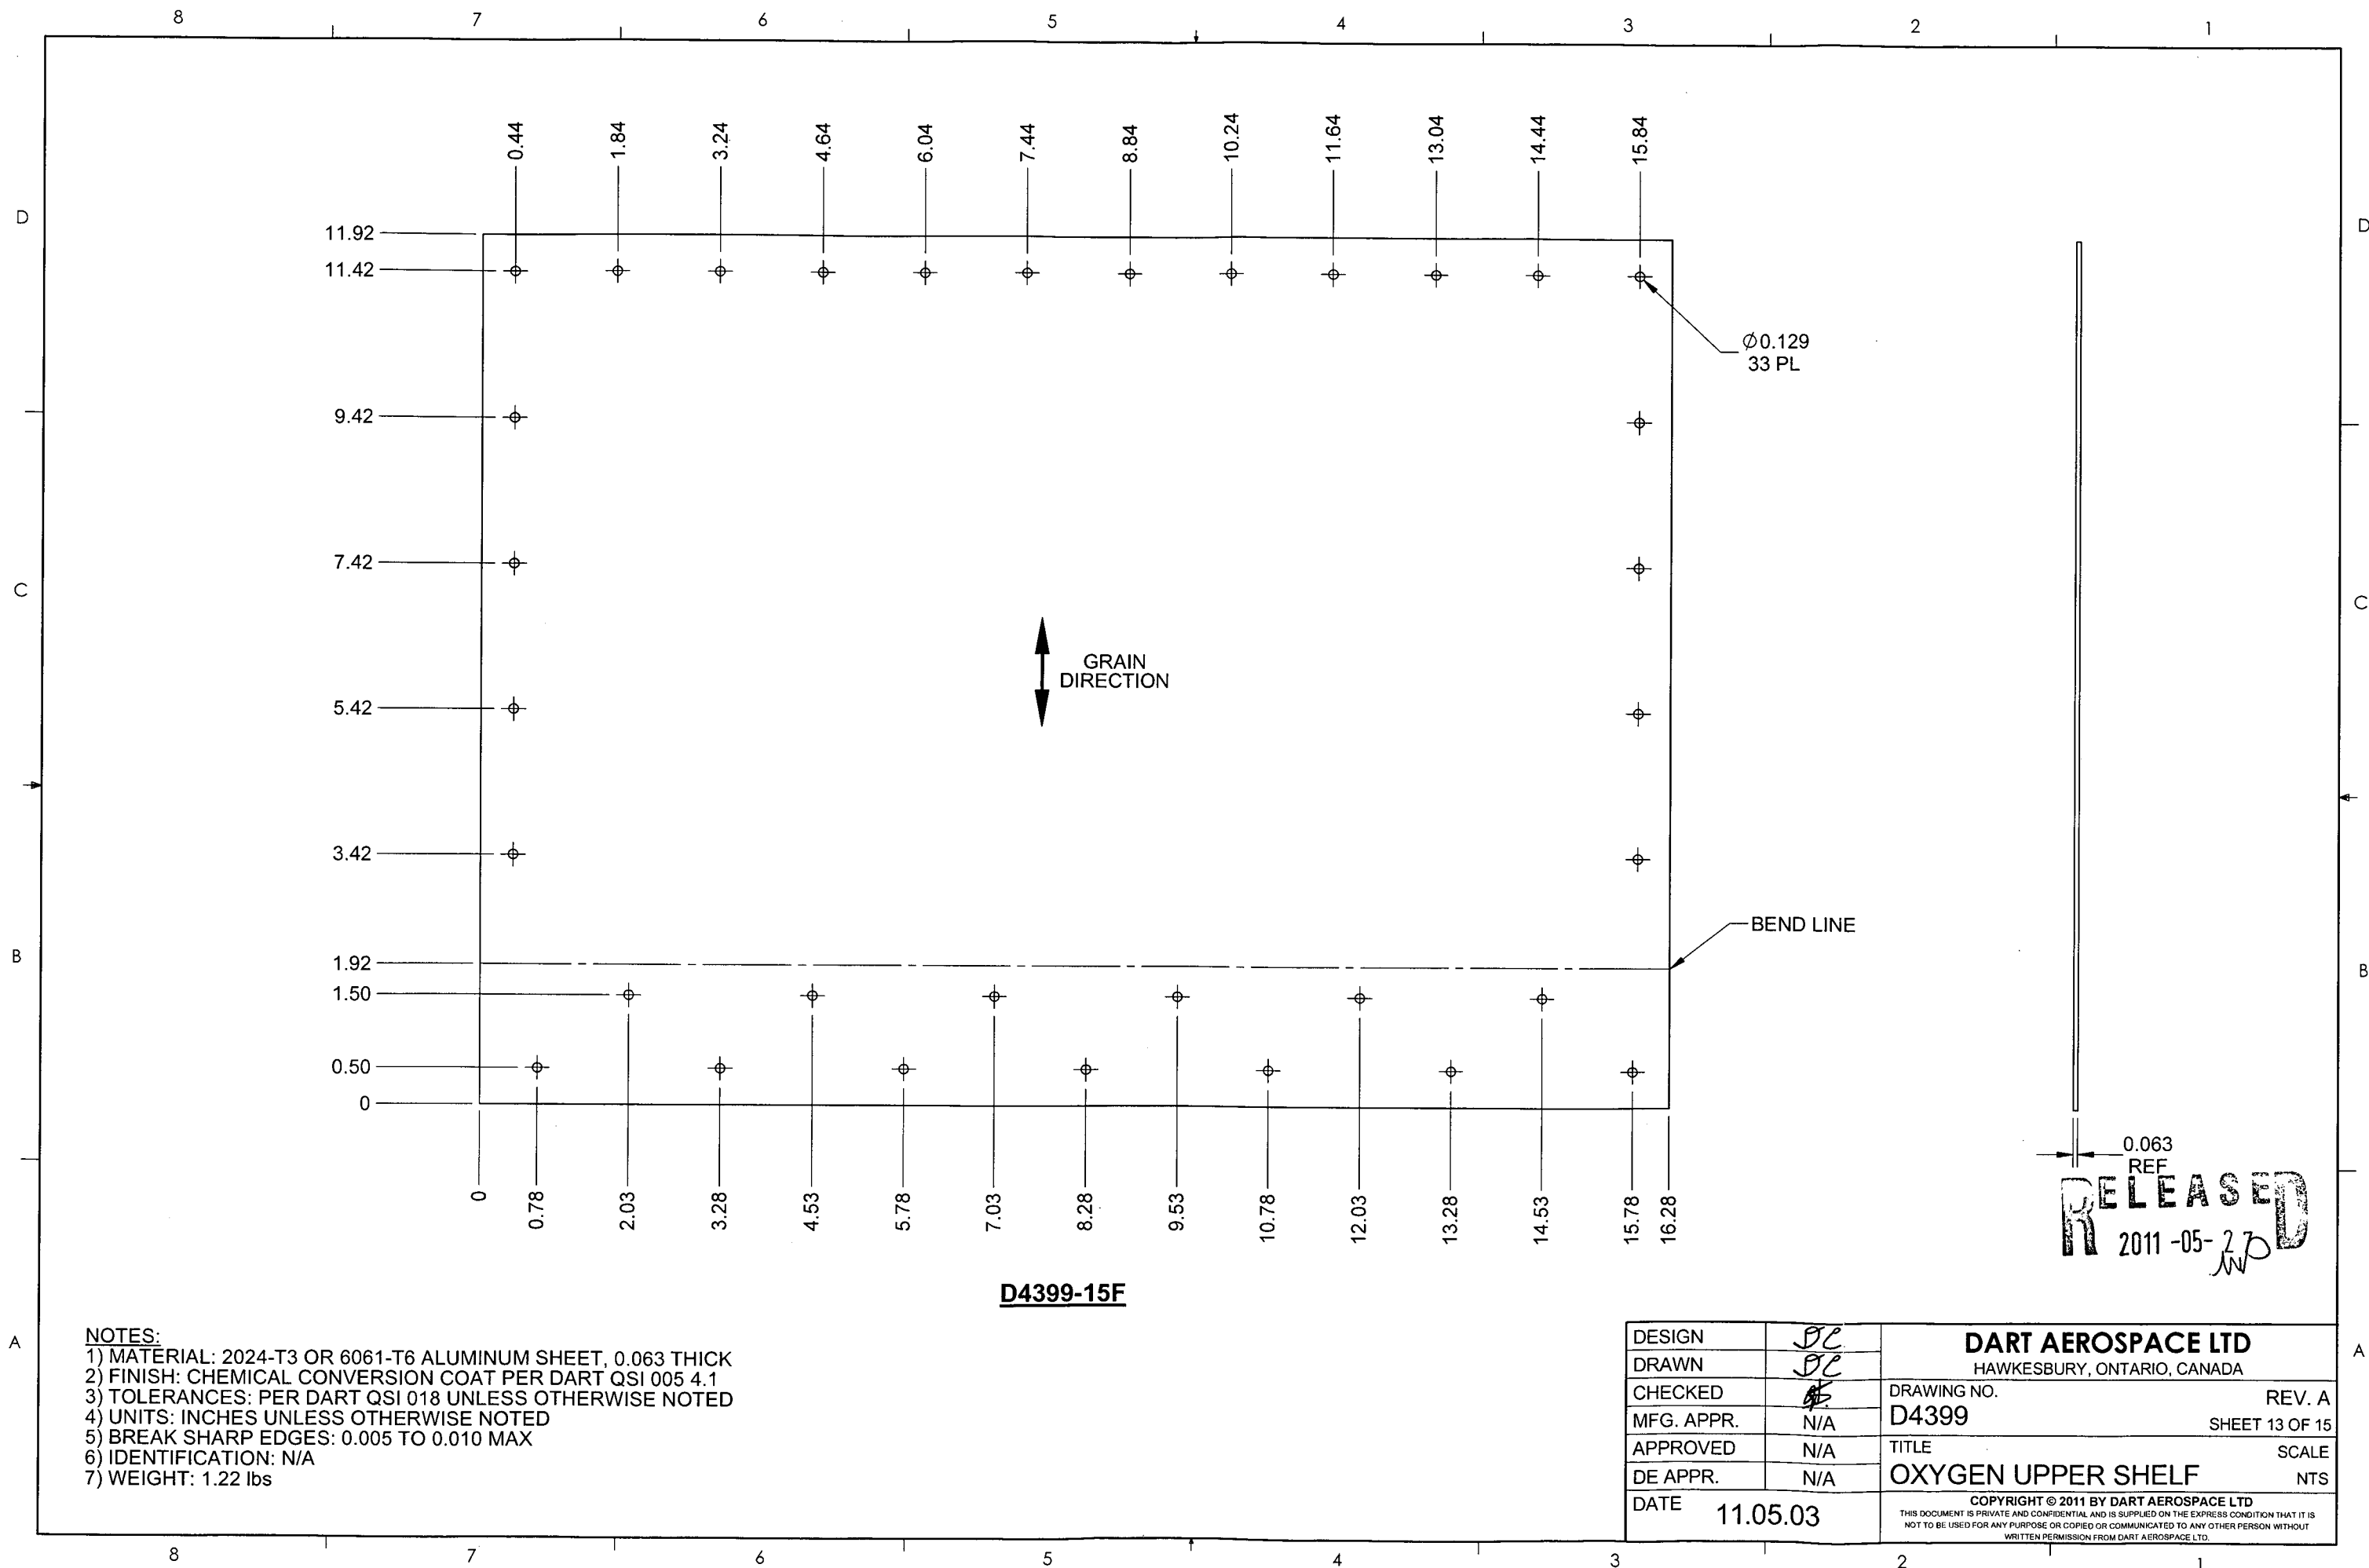 8 7 6 5 4 3 2 1
0.44 1.84 3.24 4.64 6.04 7.44 8.84 10.24 11.64 13.04 14.44 15.84
D D
11.92
11.42
Ø0.129
33 PL
9.42
7.42
C C
GRAIN
DIRECTION
5.42
3.42
BEND LINE
B B
1.92
1.50
0.50
0
0 0.78 2.03 3.28 4.53 5.78 7.03 8.28 9.53 10.78 12.03 13.28 14.53 15.78 16.28
0.063
REF
RELEASED
2011-05-27
D4399-15F
A A
NOTES:
1) MATERIAL: 2024-T3 OR 6061-T6 ALUMINUM SHEET, 0.063 THICK
2) FINISH: CHEMICAL CONVERSION COAT PER DART QSI 005 4.1
3) TOLERANCES: PER DART QSI 018 UNLESS OTHERWISE NOTED
4) UNITS: INCHES UNLESS OTHERWISE NOTED
5) BREAK SHARP EDGES: 0.005 TO 0.010 MAX
6) IDENTIFICATION: N/A
7) WEIGHT: 1.22 lbs
DESIGN DC
DRAWN DC
CHECKED
MFG. APPR. N/A
APPROVED N/A
DE APPR. N/A
DATE 11.05.03
DART AEROSPACE LTD
HAWKESBURY, ONTARIO, CANADA
DRAWING NO. REV. A
D4399 SHEET 13 OF 15
TITLE SCALE
OXYGEN UPPER SHELF NTS
COPYRIGHT © 2011 BY DART AEROSPACE LTD
THIS DOCUMENT IS PRIVATE AND CONFIDENTIAL AND IS SUPPLIED ON THE EXPRESS CONDITION THAT IT IS
NOT TO BE USED FOR ANY PURPOSE OR COPIED OR COMMUNICATED TO ANY OTHER PERSON WITHOUT
WRITTEN PERMISSION FROM DART AEROSPACE LTD.
8 7 6 5 4 3 2 1